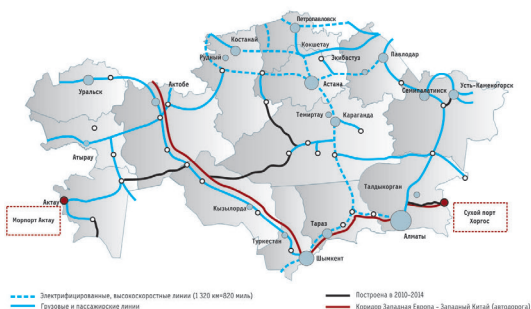 Петропавловск
Костанай
Кокшетау
Рудный
Экибастуз
Павлодар
Астана
Актобе
Уральск
Семипалатинск
Усть-Каменогорск
Темиртау
Караганда
Атырау
Талдыкорган
Актау
Морпорт Актау
Кызылорда
Тараз
Сухой порт
Хоргос
Туркестан
Алматы
Шымкент
Электрифицированные, высокоскоростные линии (1 320 км=820 миль)
Построена в 2010–2014
Грузовые и пассажирские линии
Коридор Западная Европа – Западный Китай (автодорога)